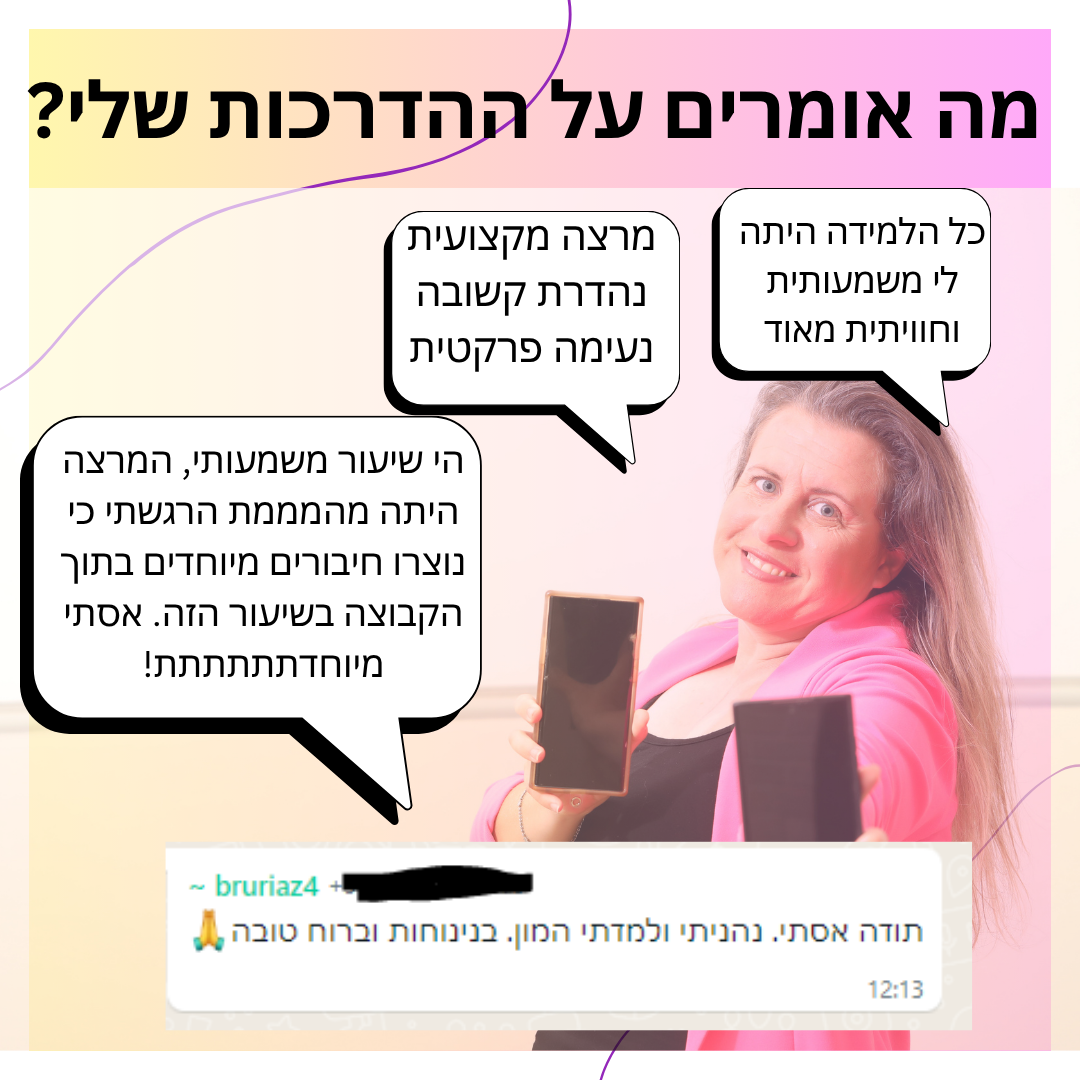 מה אומרים על ההדרכות שלי?
כל הלמידה היתה
לי משמעותית
וחוויתית מאוד
מרצה מקצועית
נהדרת קשובה
נעימה פרקטית
הי שיעור משמעותי, המרצה
היתה מהמממת הרגשתי כי
נוצרו חיבורים מיוחדים בתוך
הקבוצה בשיעור הזה. אסתי
מיוחדתתתתתת!
~ bruriaz4 +
תודה אסתי. נהניתי ולמדתי המון. בנינוחות וברוח טובה🙏
12:13